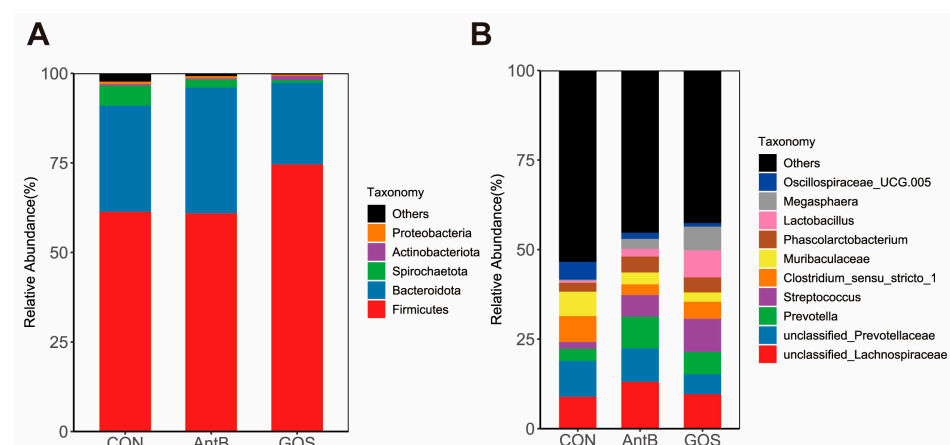 A
100
75
50
25
0
Relative Abundance(%)
CON AntB GOS
Taxonomy
Others
Proteobacteria
Actinobacteriota
Spirochaetota
Bacteroidota
Firmicutes
B
100
75
50
25
0
Relative Abundance(%)
CON AntB GOS
Taxonomy
Others
Oscillospiraceae_UCG.005
Megasphaera
Lactobacillus
Phascolarctobacterium
Muribaculaceae
Clostridium_sensu_stricto_1
Streptococcus
Prevotella
unclassified_Prevotellaceae
unclassified_Lachnospiraceae